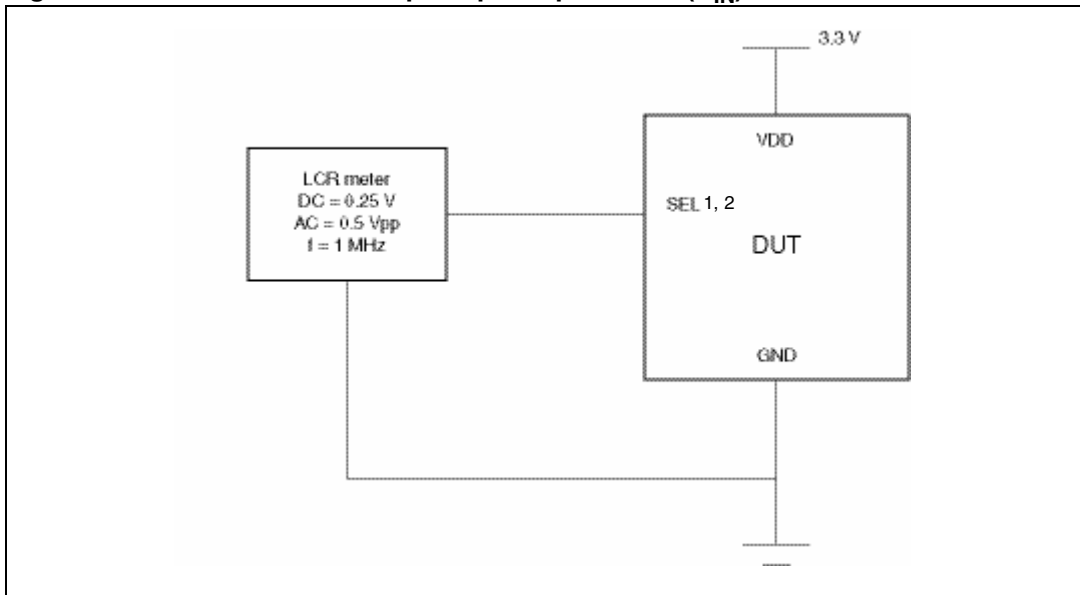 3.3 V
VDD
LCR meter
DC = 0.25 V
AC = 0.5 Vpp
f = 1 MHz
SEL 1, 2
DUT
GND